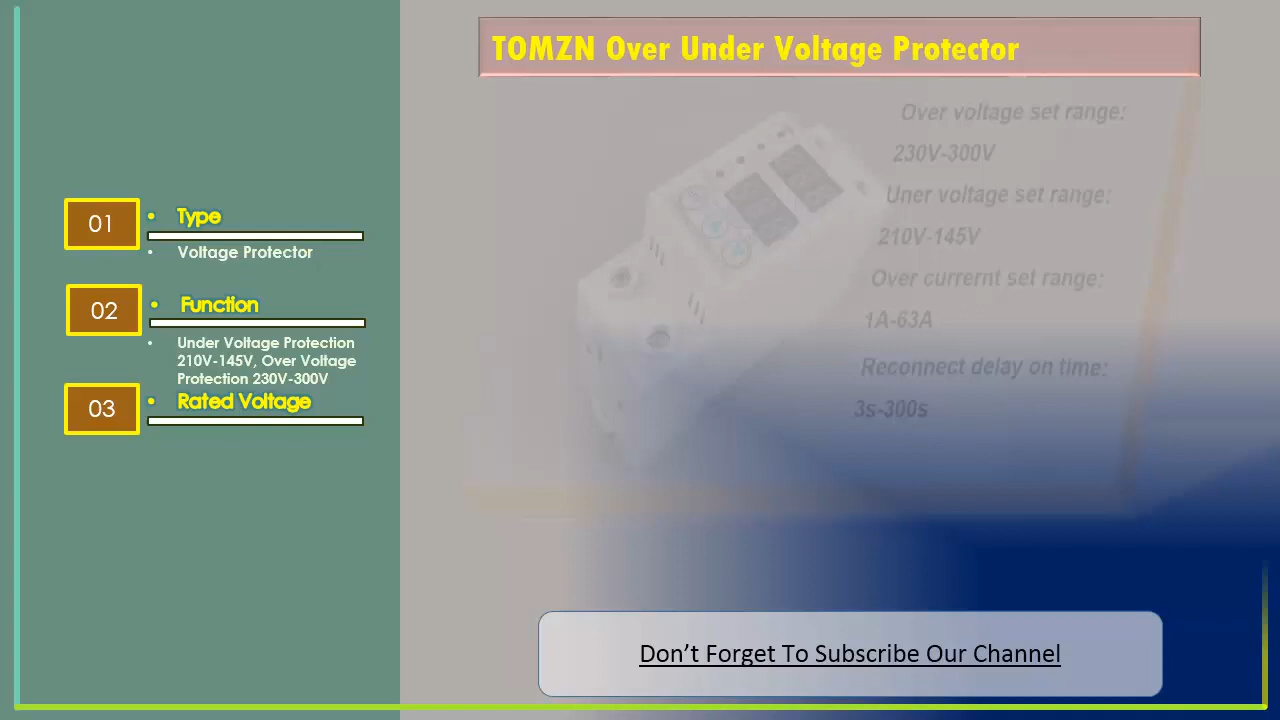 TOMZN Over Under Voltage Protector
01
• Type
• Voltage Protector
02
• Function
• Under Voltage Protection
210V-145V, Over Voltage
Protection 230V-300V
03
• Rated Voltage
Over voltage set range:
230V-300V
Uner voltage set range:
210V-145V
Over currernt set range:
1A-63A
Reconnect delay on time:
3s-300s
Don’t Forget To Subscribe Our Channel